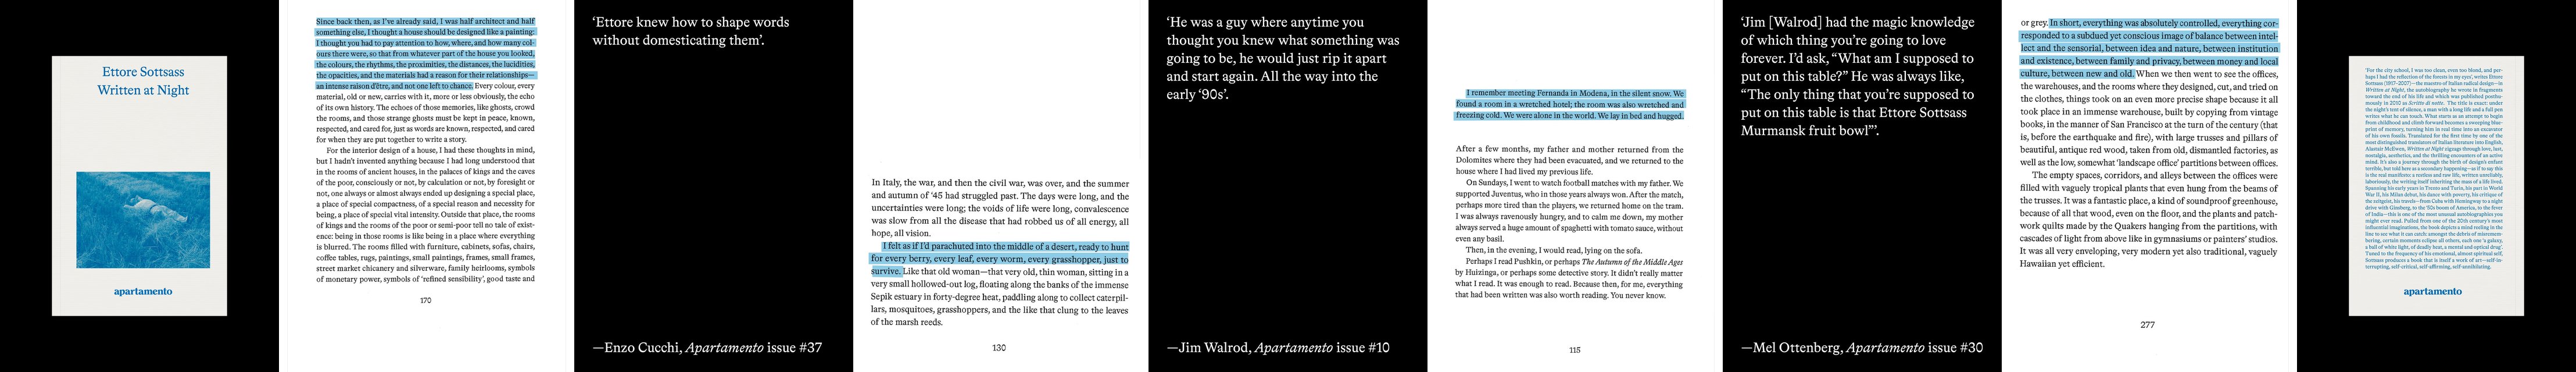 Ettore Sottsass
Written at Night
apartamento
Since back then, as I've already said, I was half architect and half
something else, I thought a house should be designed like a painting:
I thought you had to pay attention to how, where, and how many col-
ours there were, so that from whatever part of the house you looked,
the colours, the rhythms, the proximities, the distances, the lucidities,
the opacities, and the materials had a reason for their relationships—
an intense raison d'être, and not one left to chance. Every colour, every
material, old or new, carries with it, more or less obviously, the echo
of its own history. The echoes of those memories, like ghosts, crowd
the rooms, and those strange ghosts must be kept in peace, known,
respected, and cared for, just as words are known, respected, and cared
for when they are put together to write a story.
For the interior design of a house, I had these thoughts in mind,
but I hadn't invented anything because I had long understood that
in the rooms of ancient houses, in the palaces of kings and the caves
of the poor, consciously or not, by calculation or not, by foresight or
not, one always or almost always ended up designing a special place,
a place of special compactness, of a special reason and necessity for
being, a place of special vital intensity. Outside that place, the rooms
of kings and the rooms of the poor or semi-poor tell no tale of exist-
ence: being in those rooms is like being in a place where everything
is blurred. The rooms filled with furniture, cabinets, sofas, chairs,
coffee tables, rugs, paintings, small paintings, frames, small frames,
street market chicanery and silverware, family heirlooms, symbols
of monetary power, symbols of 'refined sensibility', good taste and
170
'Ettore knew how to shape words
without domesticating them'.
—Enzo Cucchi, Apartamento issue #37
In Italy, the war, and then the civil war, was over, and the summer
and autumn of '45 had struggled past. The days were long, and the
uncertainties were long; the voids of life were long, convalescence
was slow from all the disease that had robbed us of all energy, all
hope, all vision.
I felt as if I'd parachuted into the middle of a desert, ready to hunt
for every berry, every leaf, every worm, every grasshopper, just to
survive. Like that old woman—that very old, thin woman, sitting in a
very small hollowed-out log, floating along the banks of the immense
Sepik estuary in forty-degree heat, paddling along to collect caterpil-
lars, mosquitoes, grasshoppers, and the like that clung to the leaves
of the marsh reeds.
130
'He was a guy where anytime you
thought you knew what something was
going to be, he would just rip it apart
and start again. All the way into the
early '90s'.
—Jim Walrod, Apartamento issue #10
I remember meeting Fernanda in Modena, in the silent snow. We
found a room in a wretched hotel; the room was also wretched and
freezing cold. We were alone in the world. We lay in bed and hugged.
After a few months, my father and mother returned from the
Dolomites where they had been evacuated, and we returned to the
house where I had lived my previous life.
On Sundays, I went to watch football matches with my father. We
supported Juventus, who in those years always won. After the match,
perhaps more tired than the players, we returned home on the tram.
I was always ravenously hungry, and to calm me down, my mother
always served a huge amount of spaghetti with tomato sauce, without
even any basil.
Then, in the evening, I would read, lying on the sofa.
Perhaps I read Pushkin, or perhaps The Autumn of the Middle Ages
by Huizinga, or perhaps some detective story. It didn't really matter
what I read. It was enough to read. Because then, for me, everything
that had been written was also worth reading. You never know.
115
'Jim [Walrod] had the magic knowledge
of which thing you're going to love
forever. I'd ask, "What am I supposed to
put on this table?" He was always like,
"The only thing that you're supposed to
put on this table is that Ettore Sottsass
Murmansk fruit bowl"'.
—Mel Ottenberg, Apartamento issue #30
or grey. In short, everything was absolutely controlled, everything cor-
responded to a subdued yet conscious image of balance between intel-
lect and the sensorial, between idea and nature, between institution
and existence, between family and privacy, between money and local
culture, between new and old. When we then went to see the offices,
the warehouses, and the rooms where they designed, cut, and tried on
the clothes, things took on an even more precise shape because it all
took place in an immense warehouse, built by copying from vintage
books, in the manner of San Francisco at the turn of the century (that
is, before the earthquake and fire), with large trusses and pillars of
beautiful, antique red wood, taken from old, dismantled factories, as
well as the low, somewhat 'landscape office' partitions between offices.
The empty spaces, corridors, and alleys between the offices were
filled with vaguely tropical plants that even hung from the beams of
the trusses. It was a fantastic place, a kind of soundproof greenhouse,
because of all that wood, even on the floor, and the plants and patch-
work quilts made by the Quakers hanging from the partitions, with
cascades of light from above like in gymnasiums or painters' studios.
It was all very endearing, very modern yet also traditional, vaguely
Hawaiian yet efficient.
277
apartamento